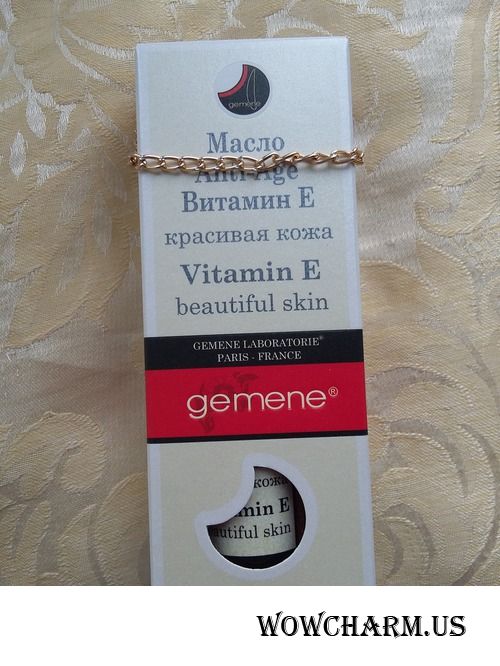 gemene
Масло
Anti-Age
Витамин Е
красивая кожа
Vitamin E
beautiful skin
GEMENE LABORATORIE®
PARIS - FRANCE
gemene®
кожа
min E
autiful skin
WOWCHARM.US